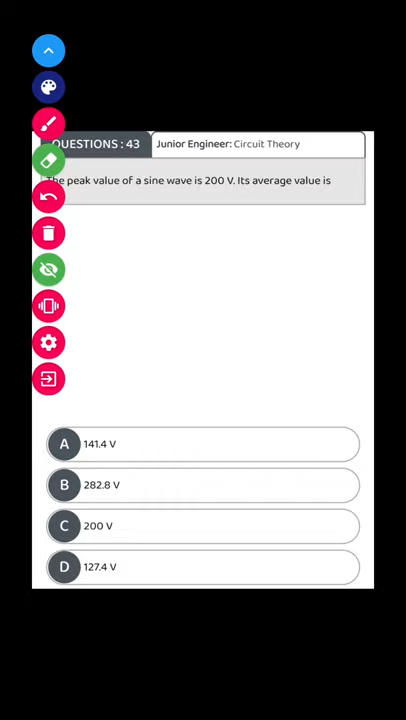 QUESTIONS : 43
Junior Engineer: Circuit Theory
The peak value of a sine wave is 200 V. Its average value is
A 141.4 V
B 282.8 V
C 200 V
D 127.4 V